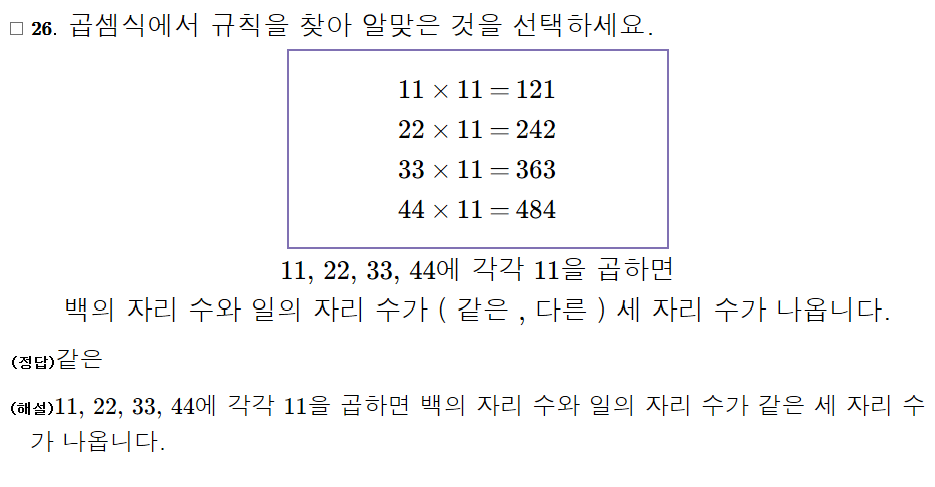 □ 26. 곱셈식에서 규칙을 찾아 알맞은 것을 선택하세요.
11 × 11 = 121
22 × 11 = 242
33 × 11 = 363
44 × 11 = 484
11, 22, 33, 44에 각각 11을 곱하면
백의 자리 수와 일의 자리 수가 ( 같은 , 다른 ) 세 자리 수가 나옵니다.
(정답)같은
(해설)11, 22, 33, 44에 각각 11을 곱하면 백의 자리 수와 일의 자리 수가 같은 세 자리 수
가 나옵니다.